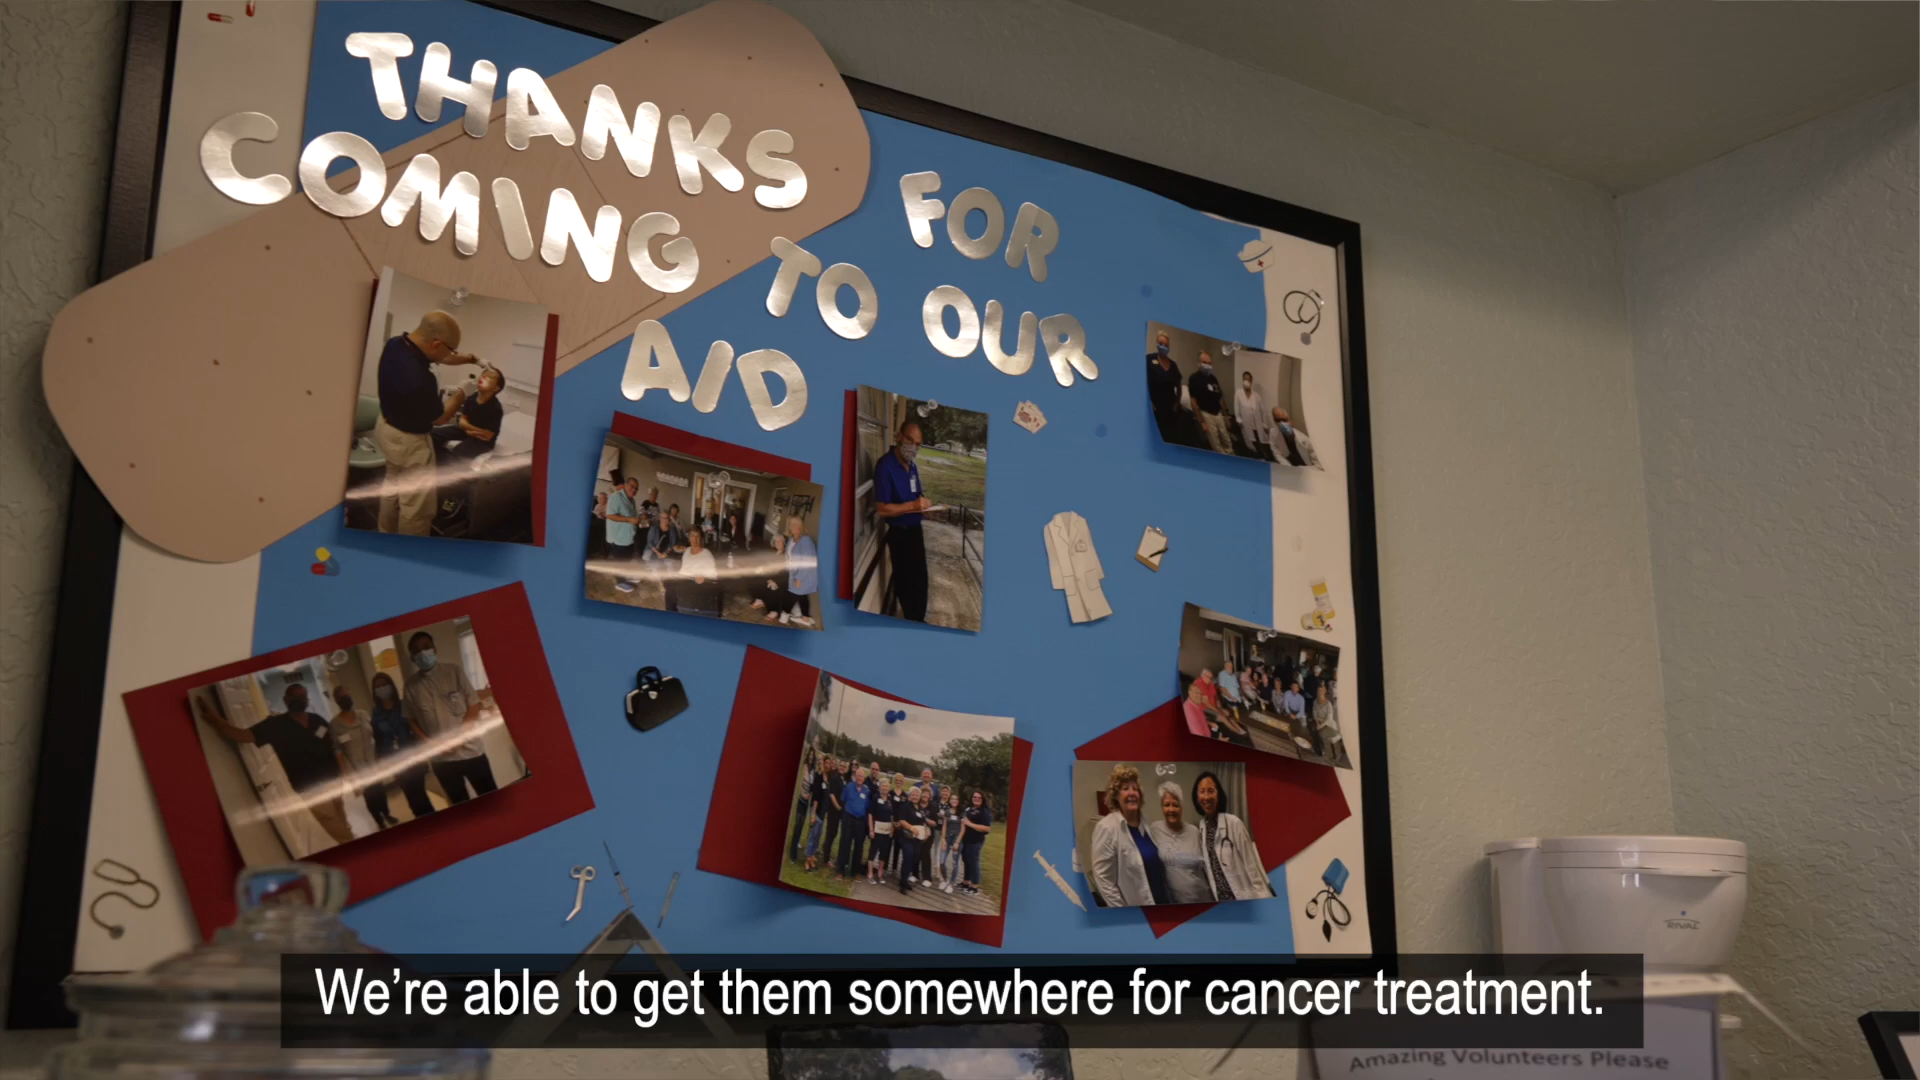 THANKS FOR
COMING TO OUR
AID
RIVAL
We're able to get them somewhere for cancer treatment.
Amazing Volunteers Please